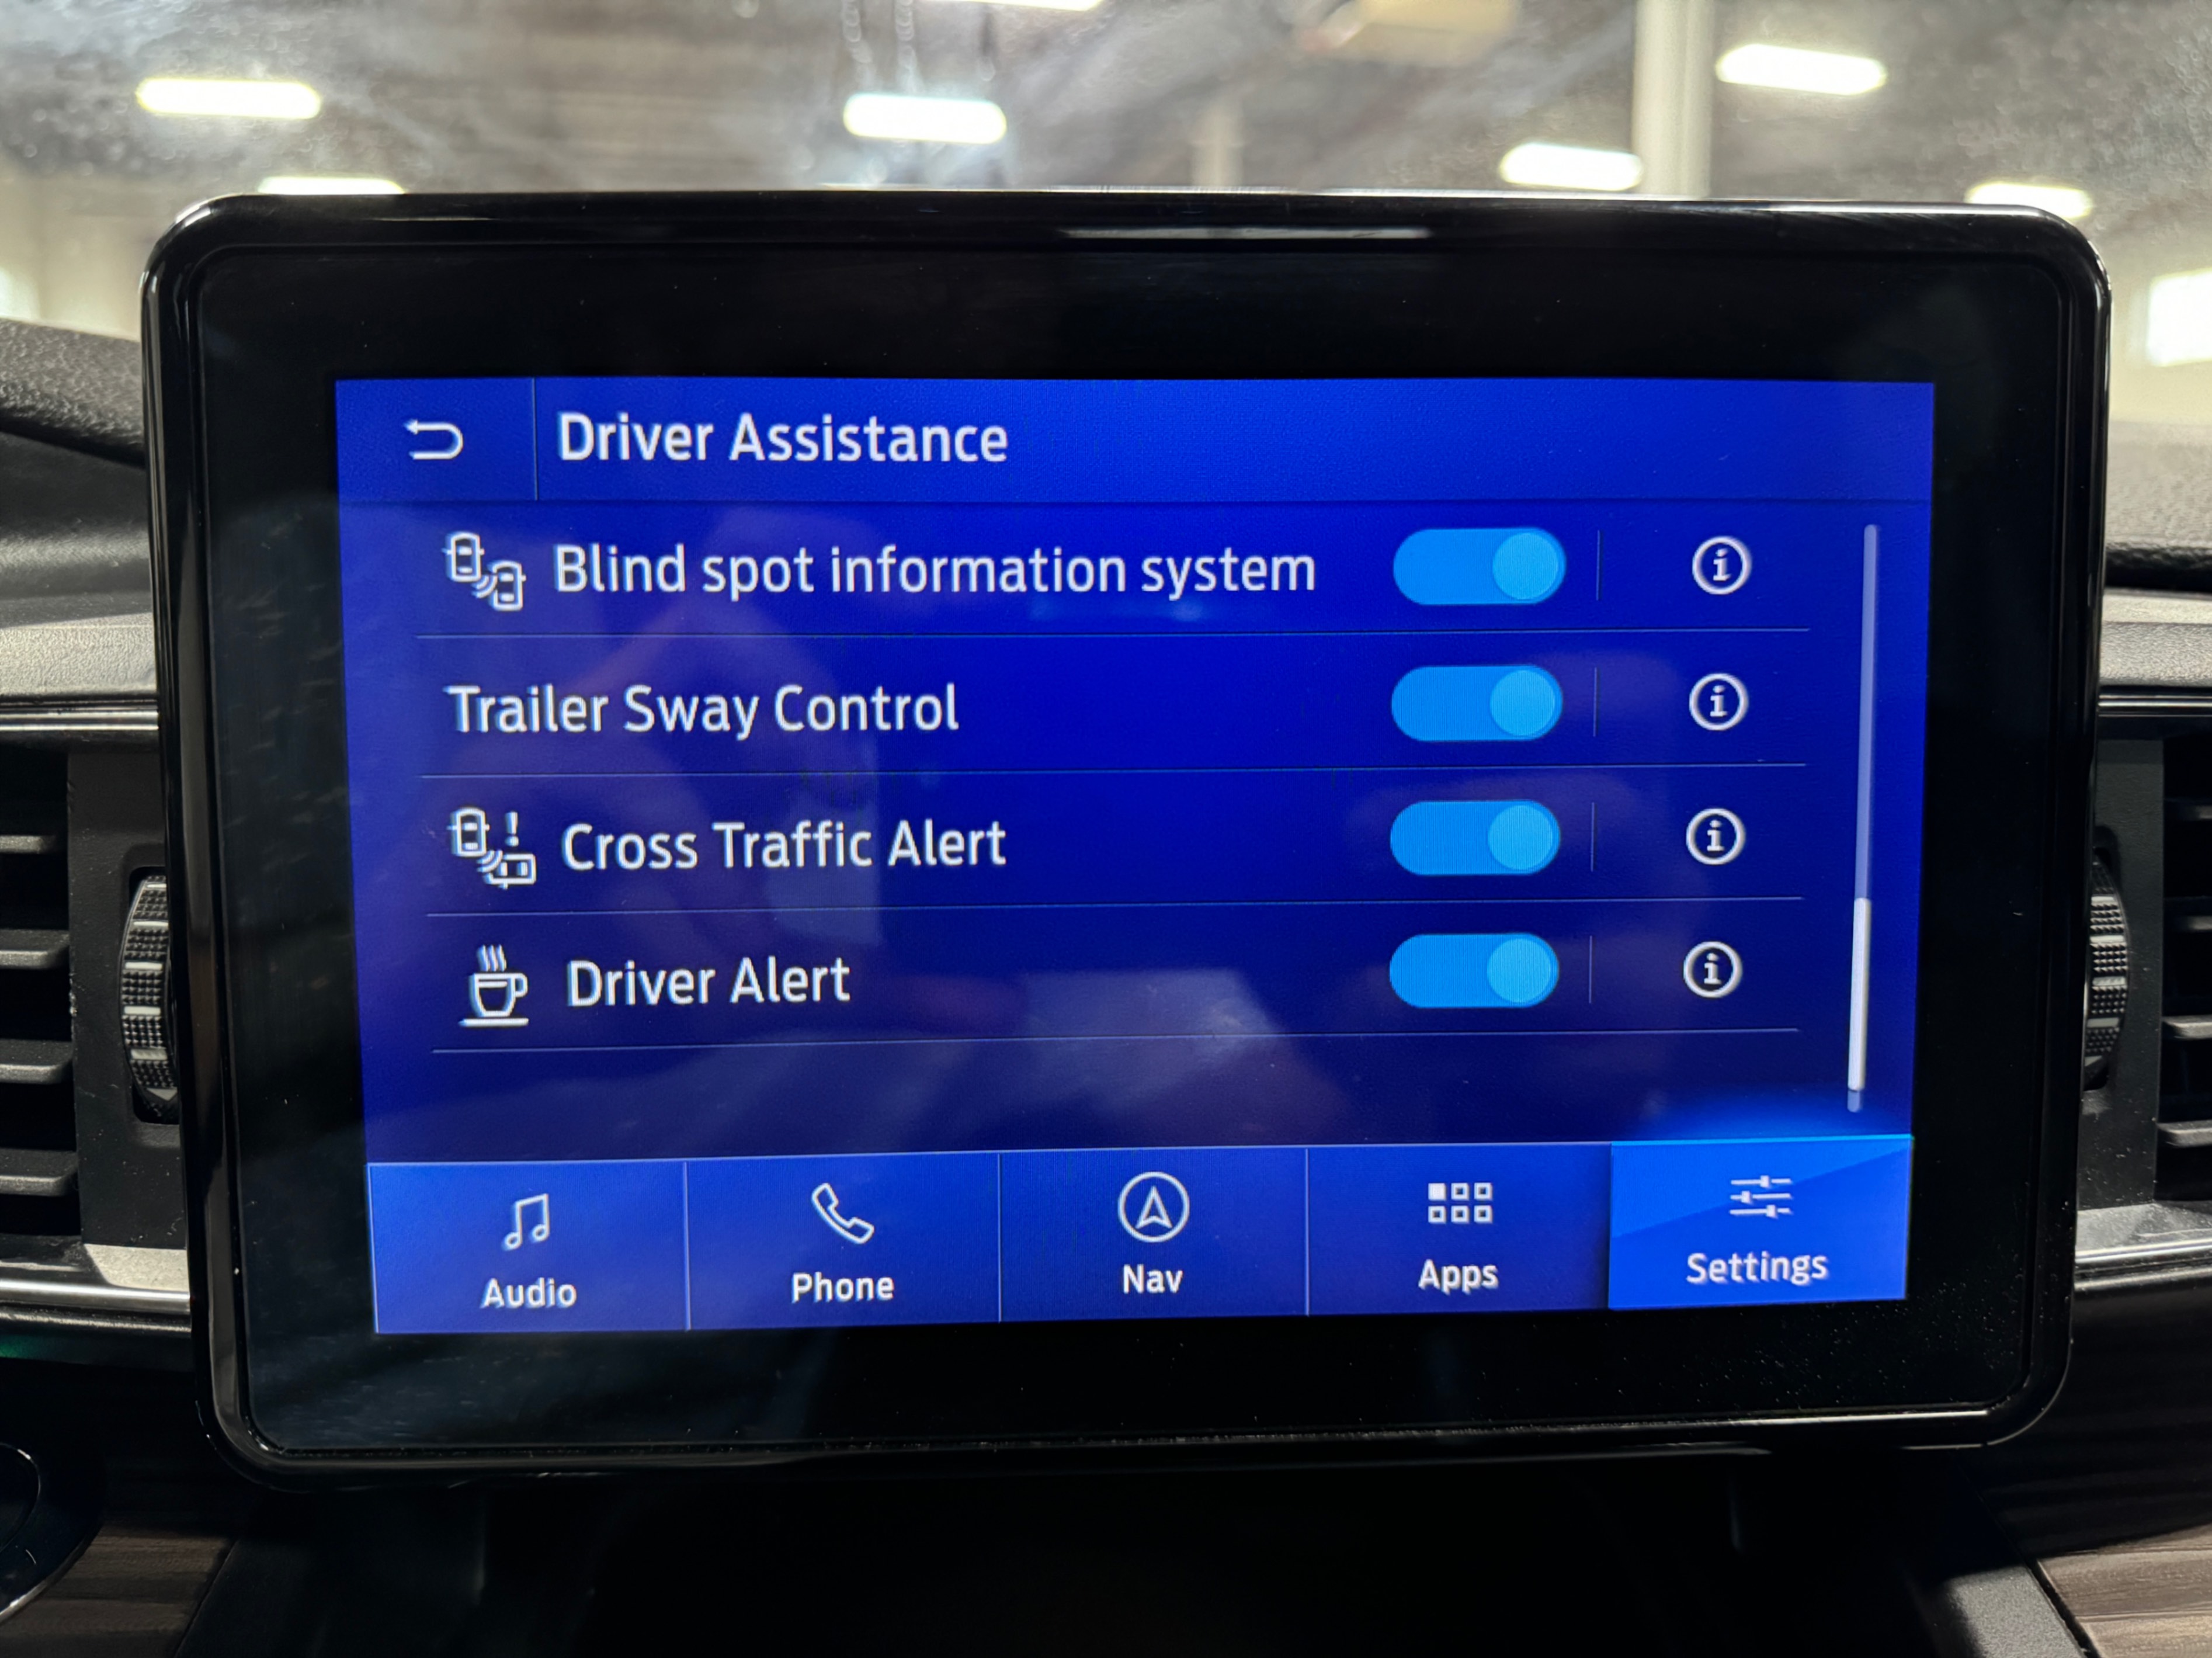 Driver Assistance
Blind spot information system
Trailer Sway Control
Cross Traffic Alert
Driver Alert
Audio
Phone
Nav
Apps
Settings